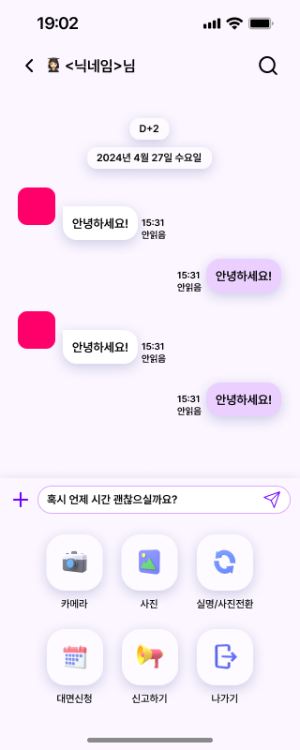 19:02
<닉네임>님
D+2
2024년 4월 27일 수요일
안녕하세요!
15:31
안읽음
15:31
안읽음
안녕하세요!
안녕하세요!
15:31
안읽음
15:31
안읽음
안녕하세요!
혹시 언제 시간 괜찮으실까요?
카메라
사진
실명/사진전환
대면신청
신고하기
나가기